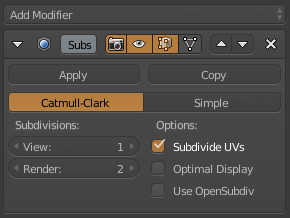 Add Modifier
Subs
Apply Copy
Catmull-Clark Simple
Subdivisions: Options:
View: 1 Subdivide UVs
Render: 2 Optimal Display
Use OpenSubdiv